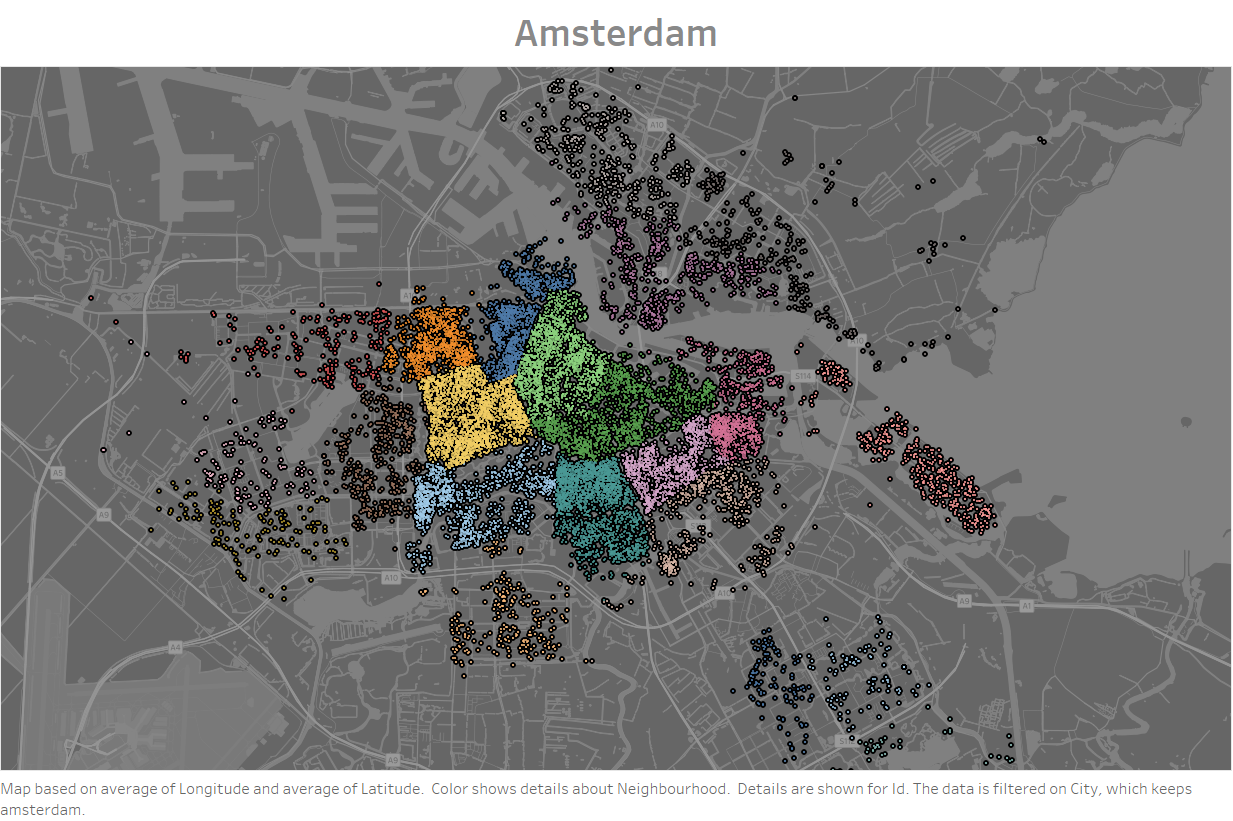 Amsterdam
A10
S114
A5
A9
A10
A4
A9
A1
A9
Map based on average of Longitude and average of Latitude.  Color shows details about Neighbourhood.  Details are shown for Id. The data is filtered on City, which keeps
amsterdam.